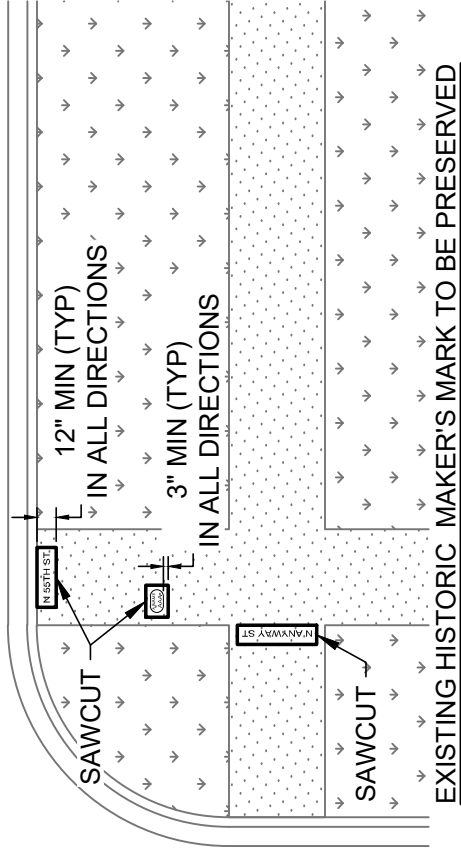 N 55TH ST.
12" MIN (TYP)
IN ALL DIRECTIONS
3" MIN (TYP)
IN ALL DIRECTIONS
SAWCUT
N ANYWAY ST
SAWCUT
EXISTING HISTORIC MAKER'S MARK TO BE PRESERVED